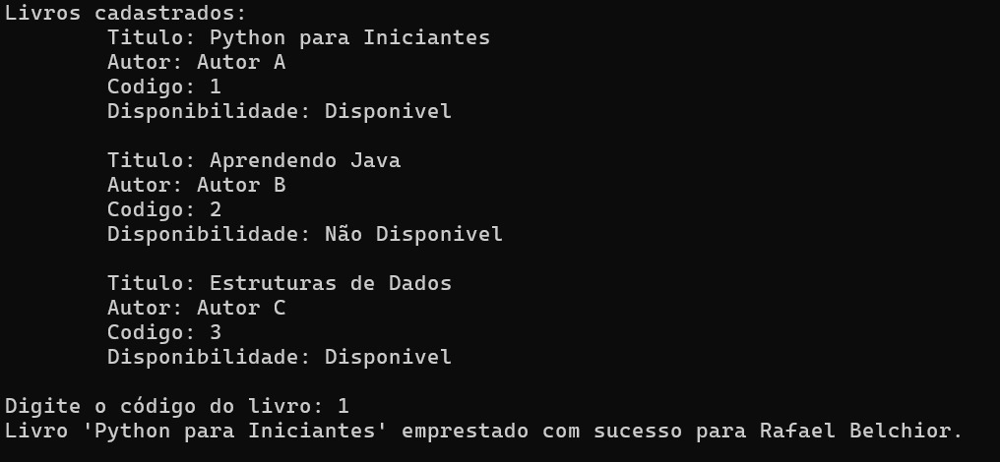 Livros cadastrados:
Titulo: Python para Iniciantes
Autor: Autor A
Codigo: 1
Disponibilidade: Disponivel
Titulo: Aprendendo Java
Autor: Autor B
Codigo: 2
Disponibilidade: Não Disponivel
Titulo: Estruturas de Dados
Autor: Autor C
Codigo: 3
Disponibilidade: Disponivel
Digite o código do livro: 1
Livro 'Python para Iniciantes' emprestado com sucesso para Rafael Belchior.